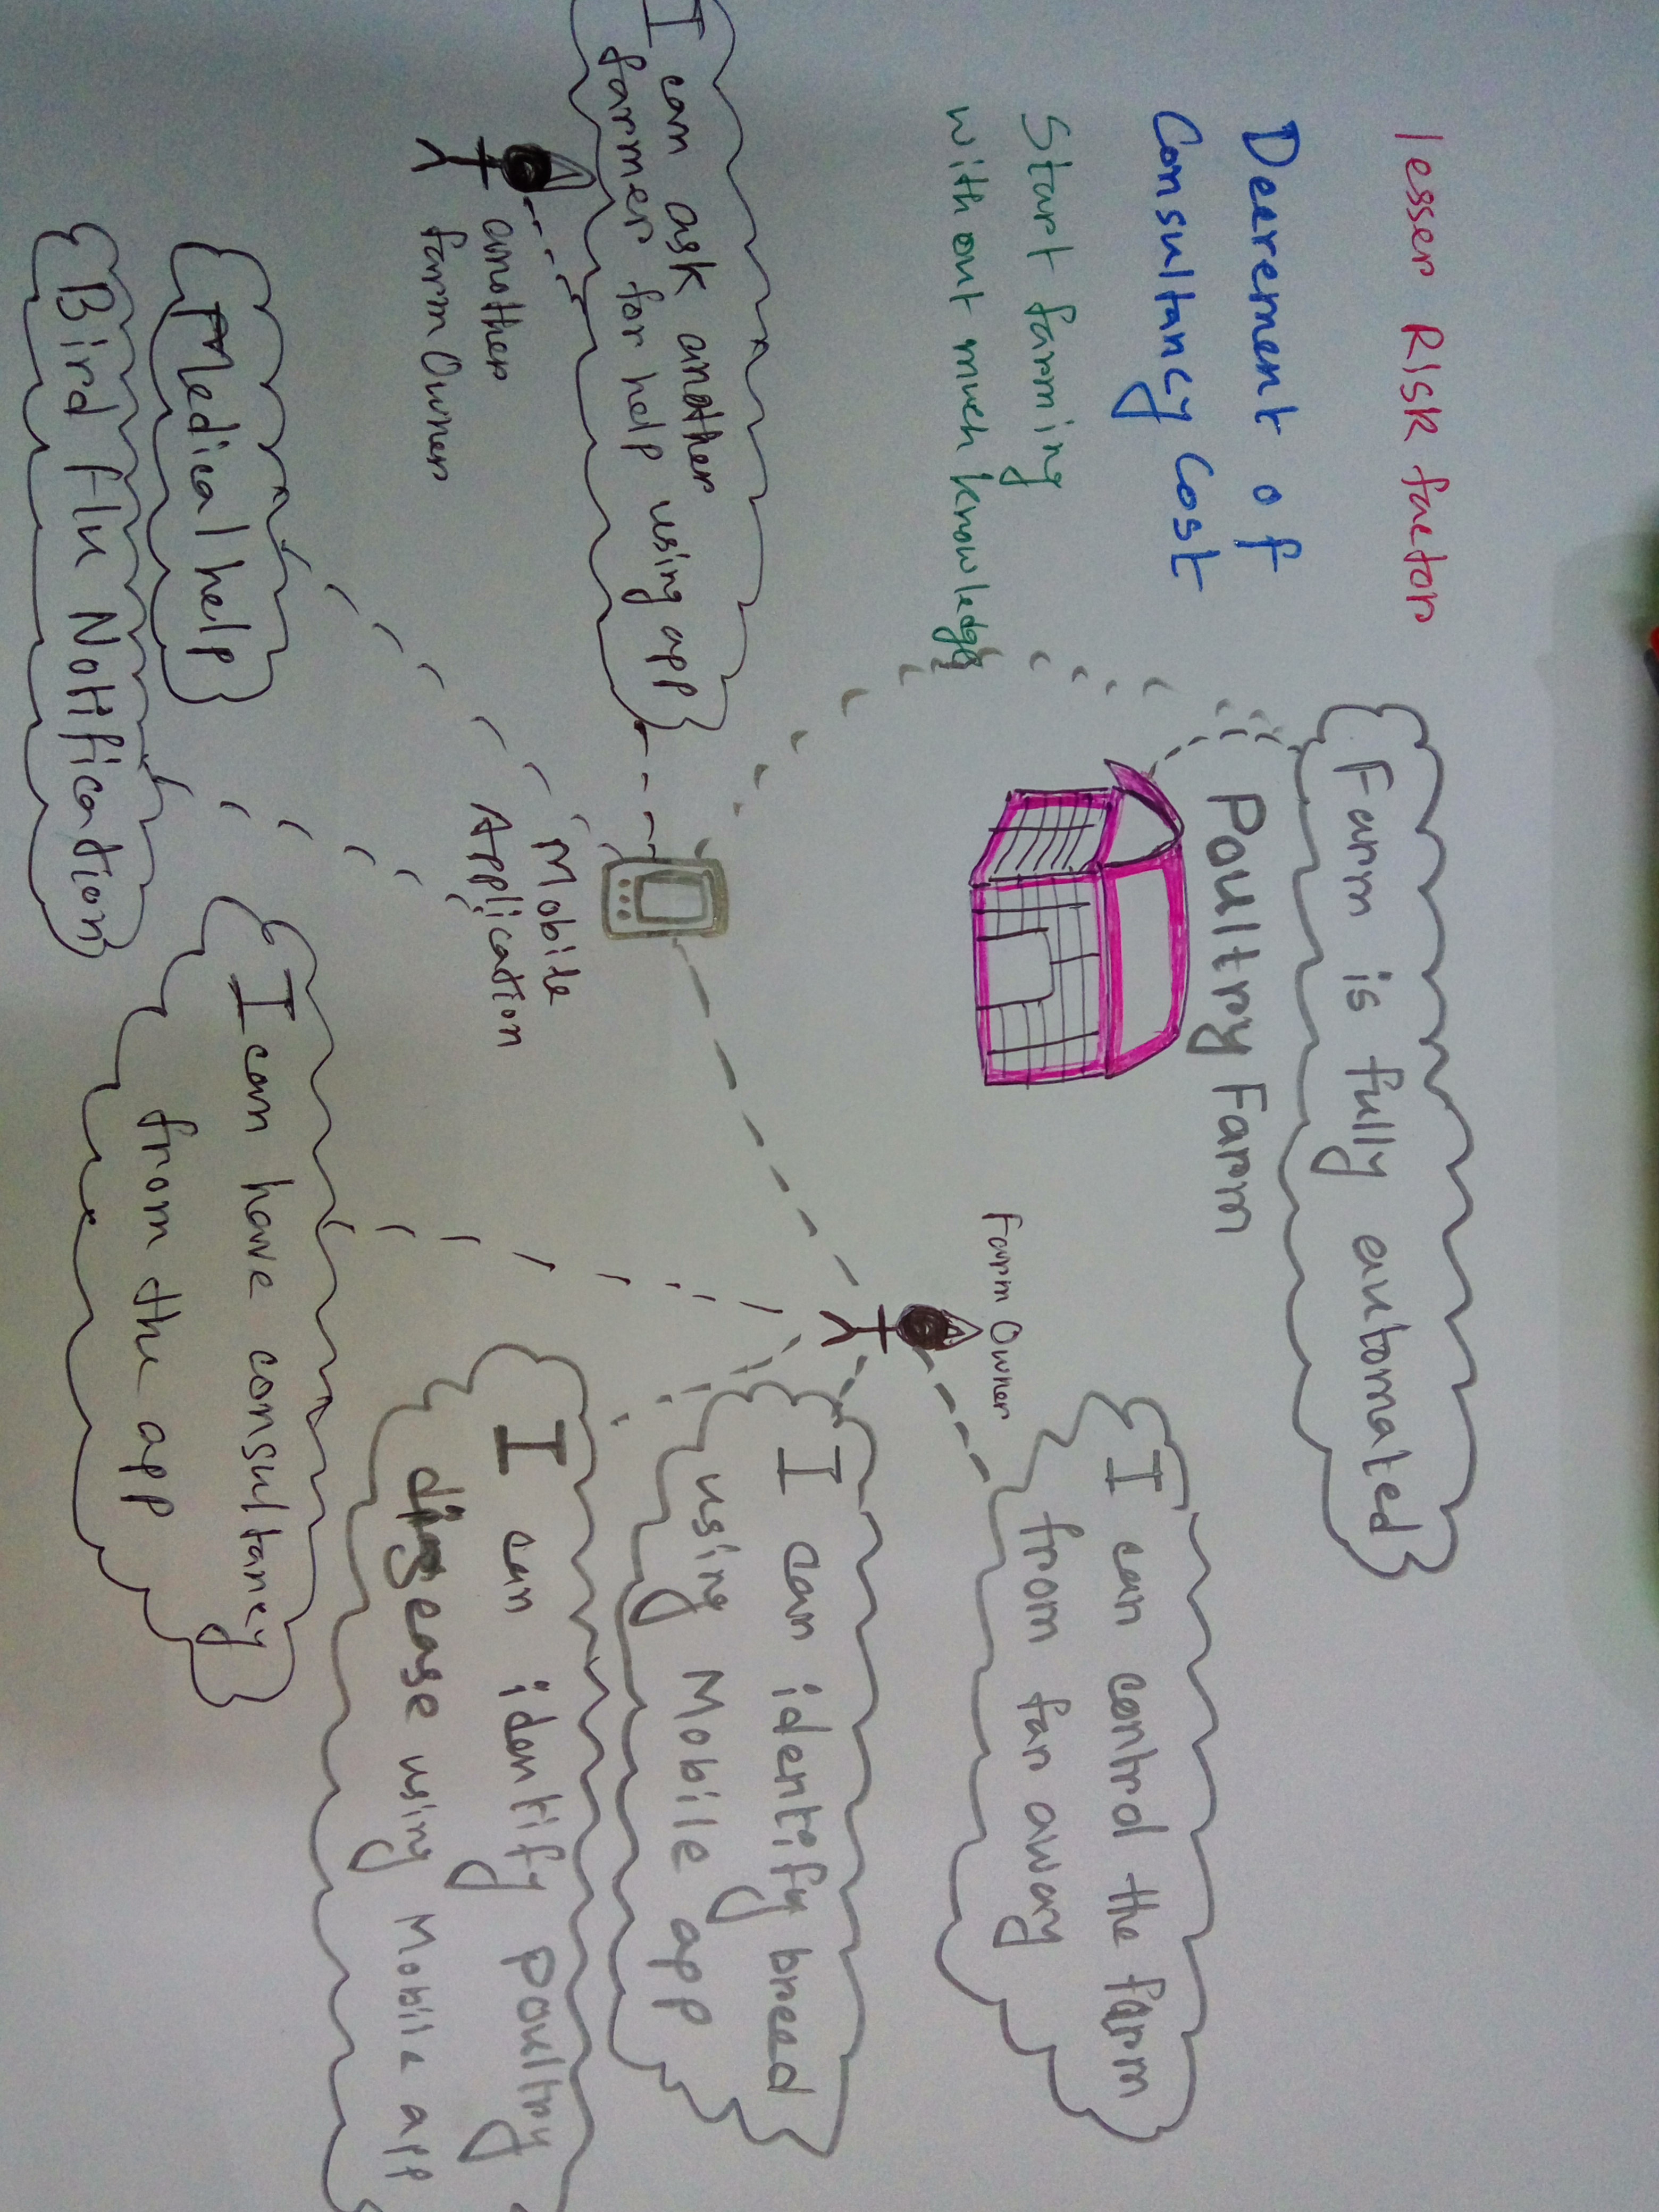 lesser Risk factor
Decrement of
Consultancy Cost
Start farming
without much knowledge
Farm is fully automated
Poultry Farm
I can control the farm
from far away
Farm Owner
I can identify breed
using Mobile app
I can identify poultry
disease using Mobile app
I can ask another
farmer for help using app
another
farm Owner
Mobile
Application
Medical help
Bird flu Notification
I can have consultancy
from the app